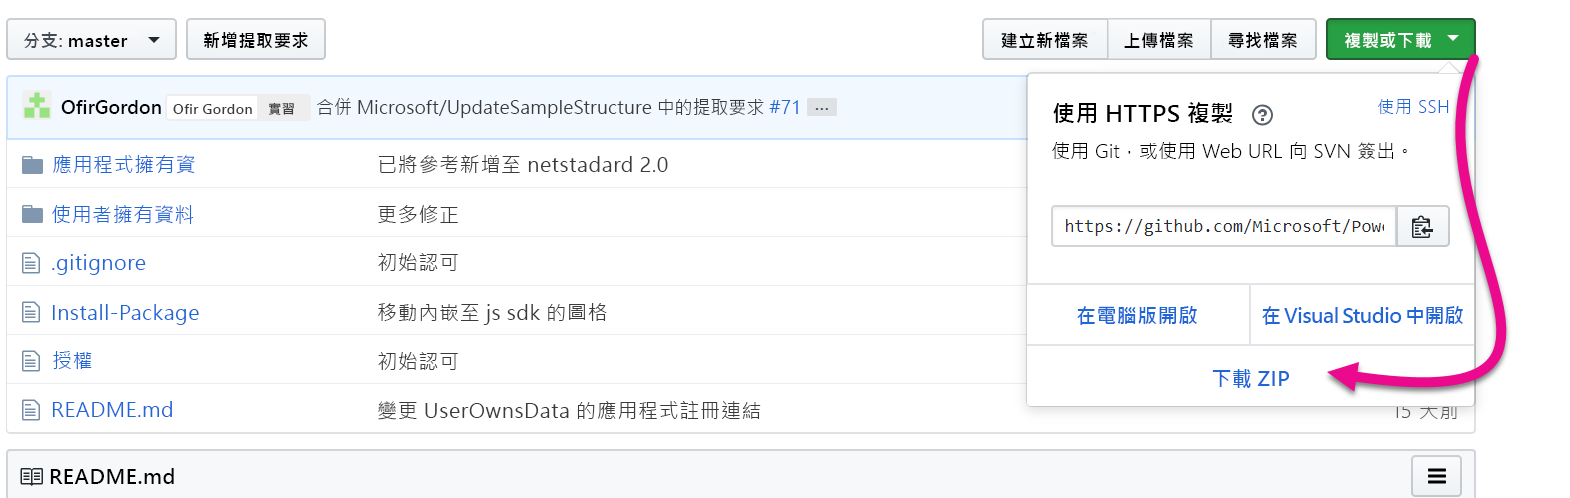 分支: master
新增提取要求
建立新檔案
上傳檔案
尋找檔案
複製或下載
OfirGordon Ofir Gordon 實習 合併 Microsoft/UpdateSampleStructure 中的提取要求 #71 ...
應用程式擁有資 已將參考新增至 netstadard 2.0
使用者擁有資料 更多修正
.gitignore 初始認可
Install-Package 移動內嵌至 js sdk 的圖格
授權 初始認可
README.md 變更 UserOwnsData 的應用程式註冊連結 15 天前
使用 HTTPS 複製 ?
使用 SSH
使用 Git，或使用 Web URL 向 SVN 簽出。
https://github.com/Microsoft/Pow
在電腦版開啟
在 Visual Studio 中開啟
下載 ZIP
README.md